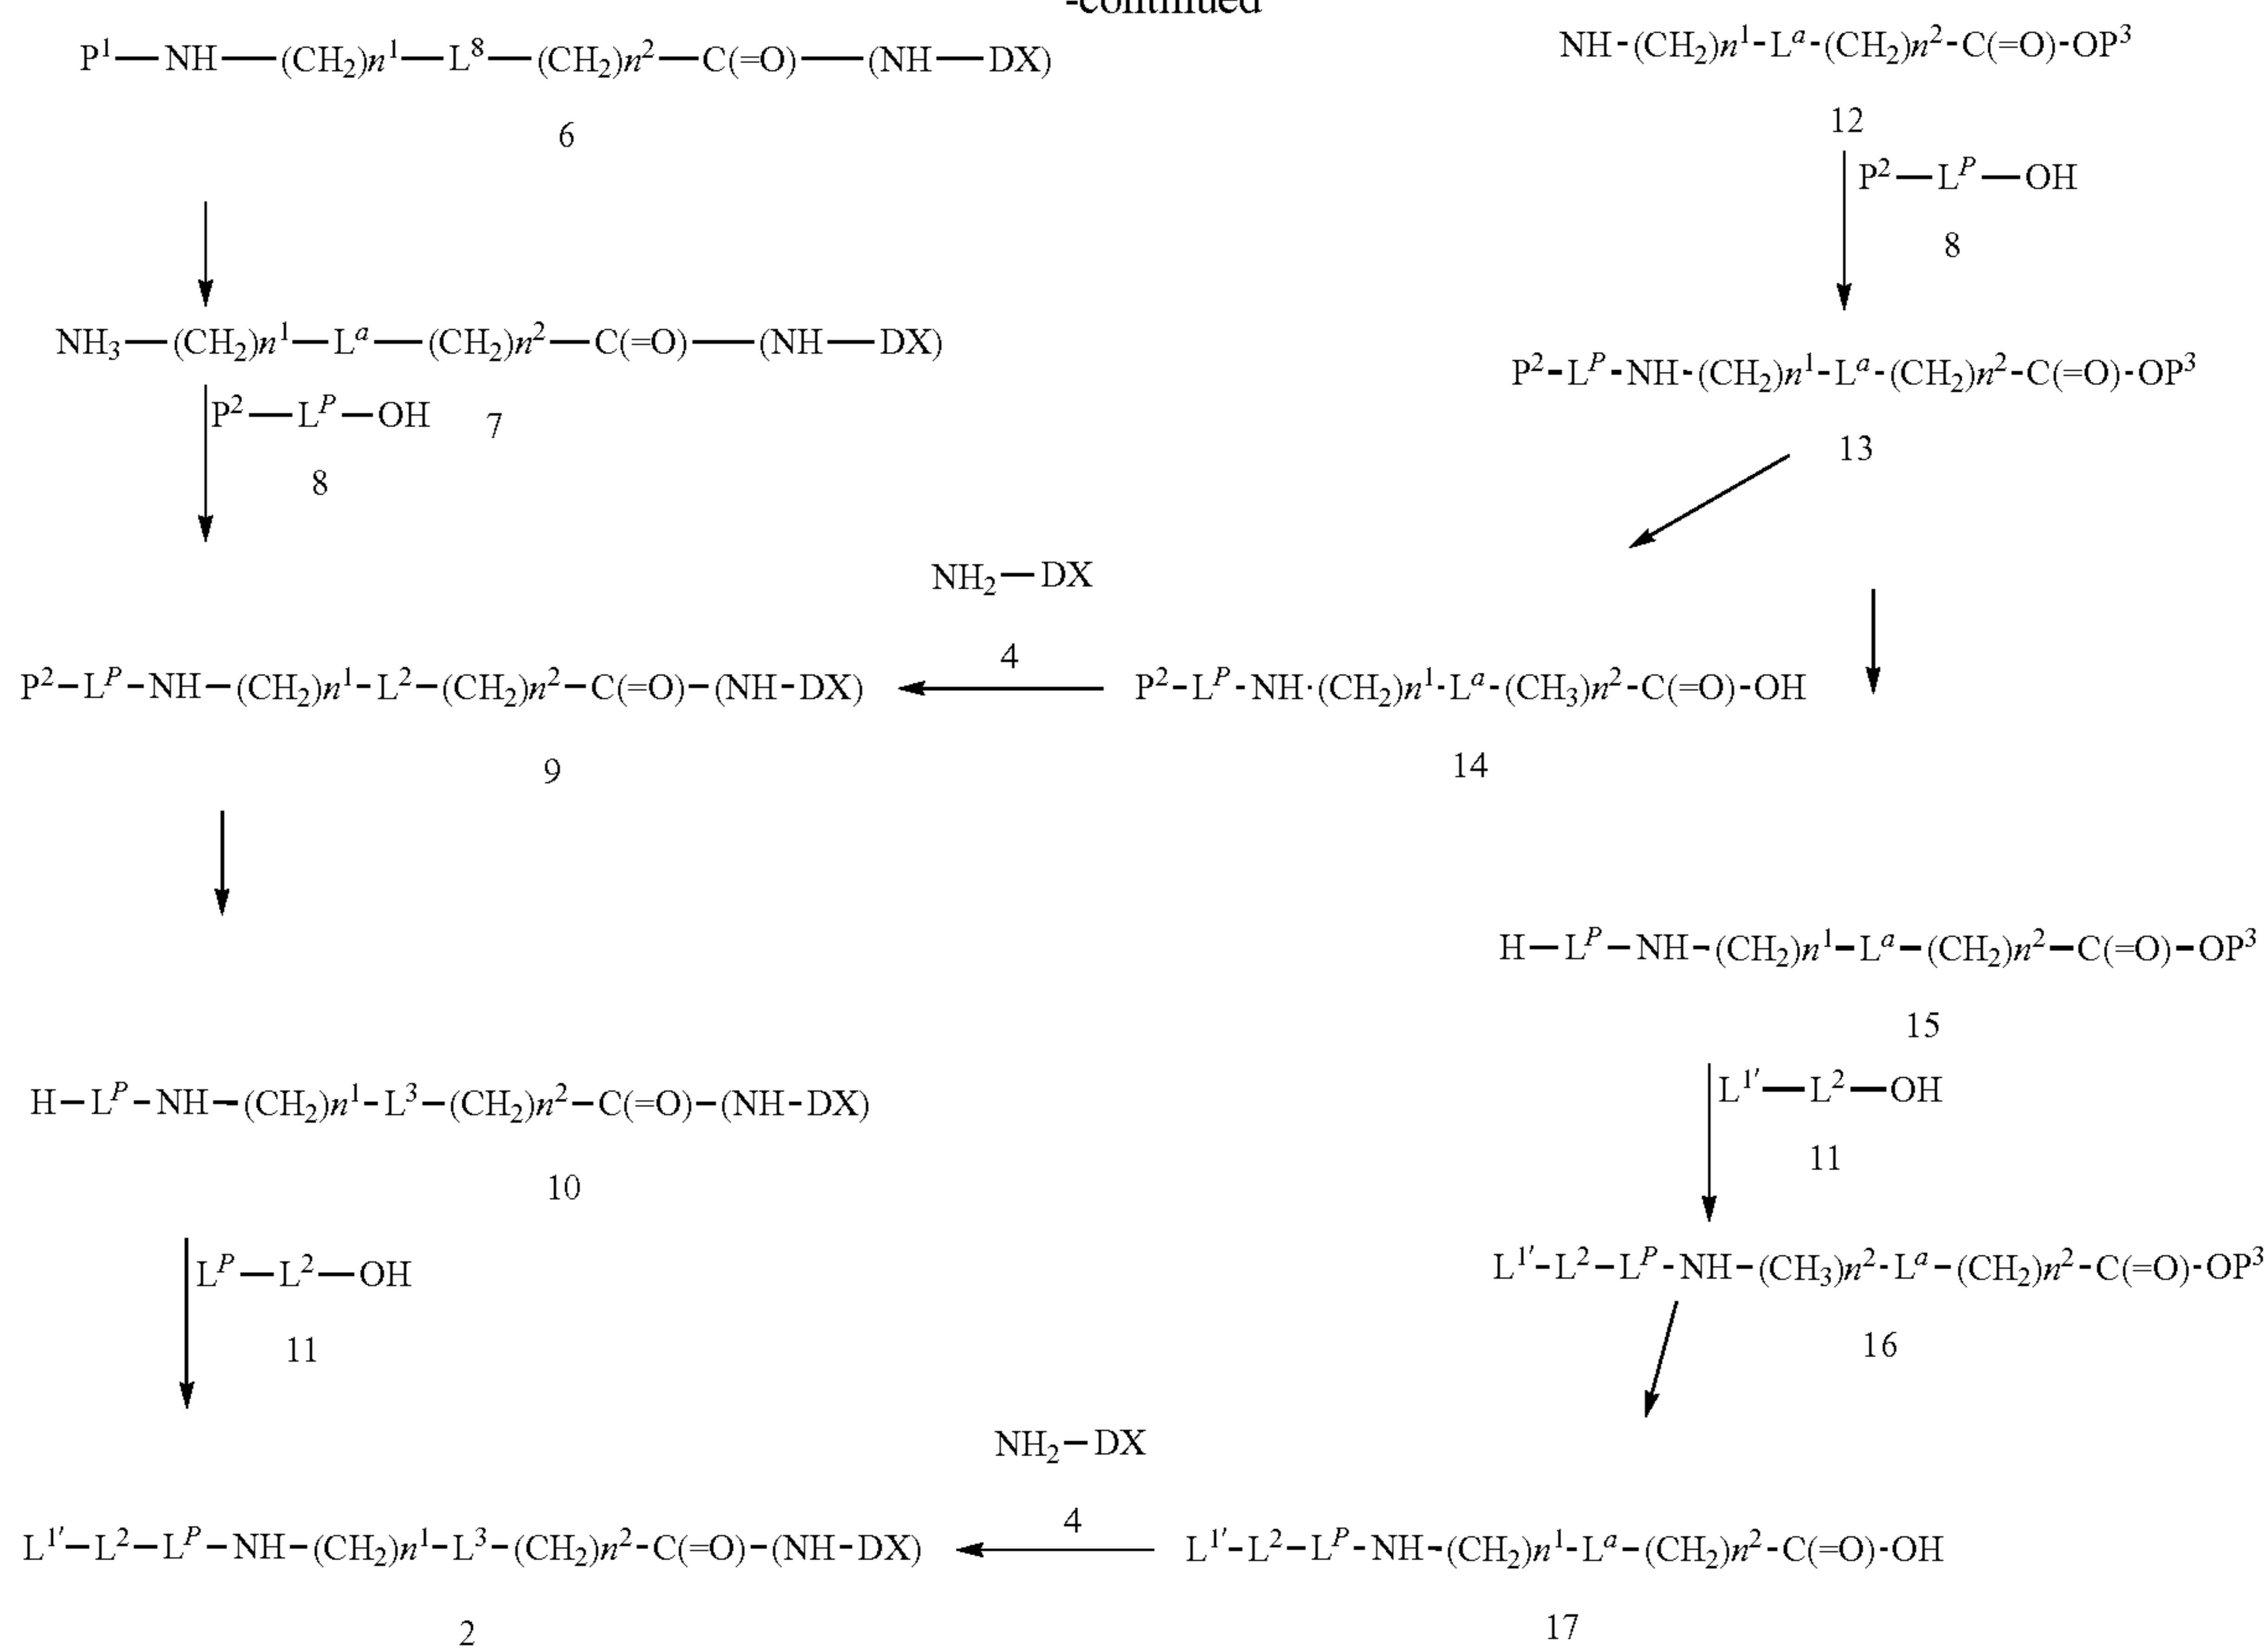 -continued
P¹—NH—(CH₂)n¹—L⁸—(CH₂)n²—C(=O)—(NH—DX)
6
NH₃—(CH₂)n¹—Lᵃ—(CH₂)n²—C(=O)—(NH—DX)
P²—Lᴾ—OH 7
8
P²-Lᴾ-NH-(CH₂)n¹-L²-(CH₂)n²-C(=O)-(NH-DX)
9
H-Lᴾ-NH-(CH₂)n¹-L³-(CH₂)n²-C(=O)-(NH-DX)
10
Lᴾ—L²—OH
11
L¹'-L²-Lᴾ-NH-(CH₂)n¹-L³-(CH₂)n²-C(=O)-(NH-DX)
2
NH₂—DX
4
NH₂-DX
4
NH-(CH₂)n¹-Lᵃ-(CH₂)n²-C(=O)-OP³
12
P²—Lᴾ—OH
8
P²-Lᴾ-NH-(CH₂)n¹-Lᵃ-(CH₂)n²-C(=O)-OP³
13
P²-Lᴾ-NH·(CH₂)n¹-Lᵃ-(CH₃)n²-C(=O)-OH
14
H—Lᴾ—NH-(CH₂)n¹-Lᵃ-(CH₂)n²-C(=O)-OP³
15
L¹'—L²—OH
11
L¹'-L²-Lᴾ-NH-(CH₃)n²-Lᵃ-(CH₂)n²-C(=O)-OP³
16
L¹'-L²-Lᴾ-NH-(CH₂)n¹-Lᵃ-(CH₂)n²-C(=O)-OH
17